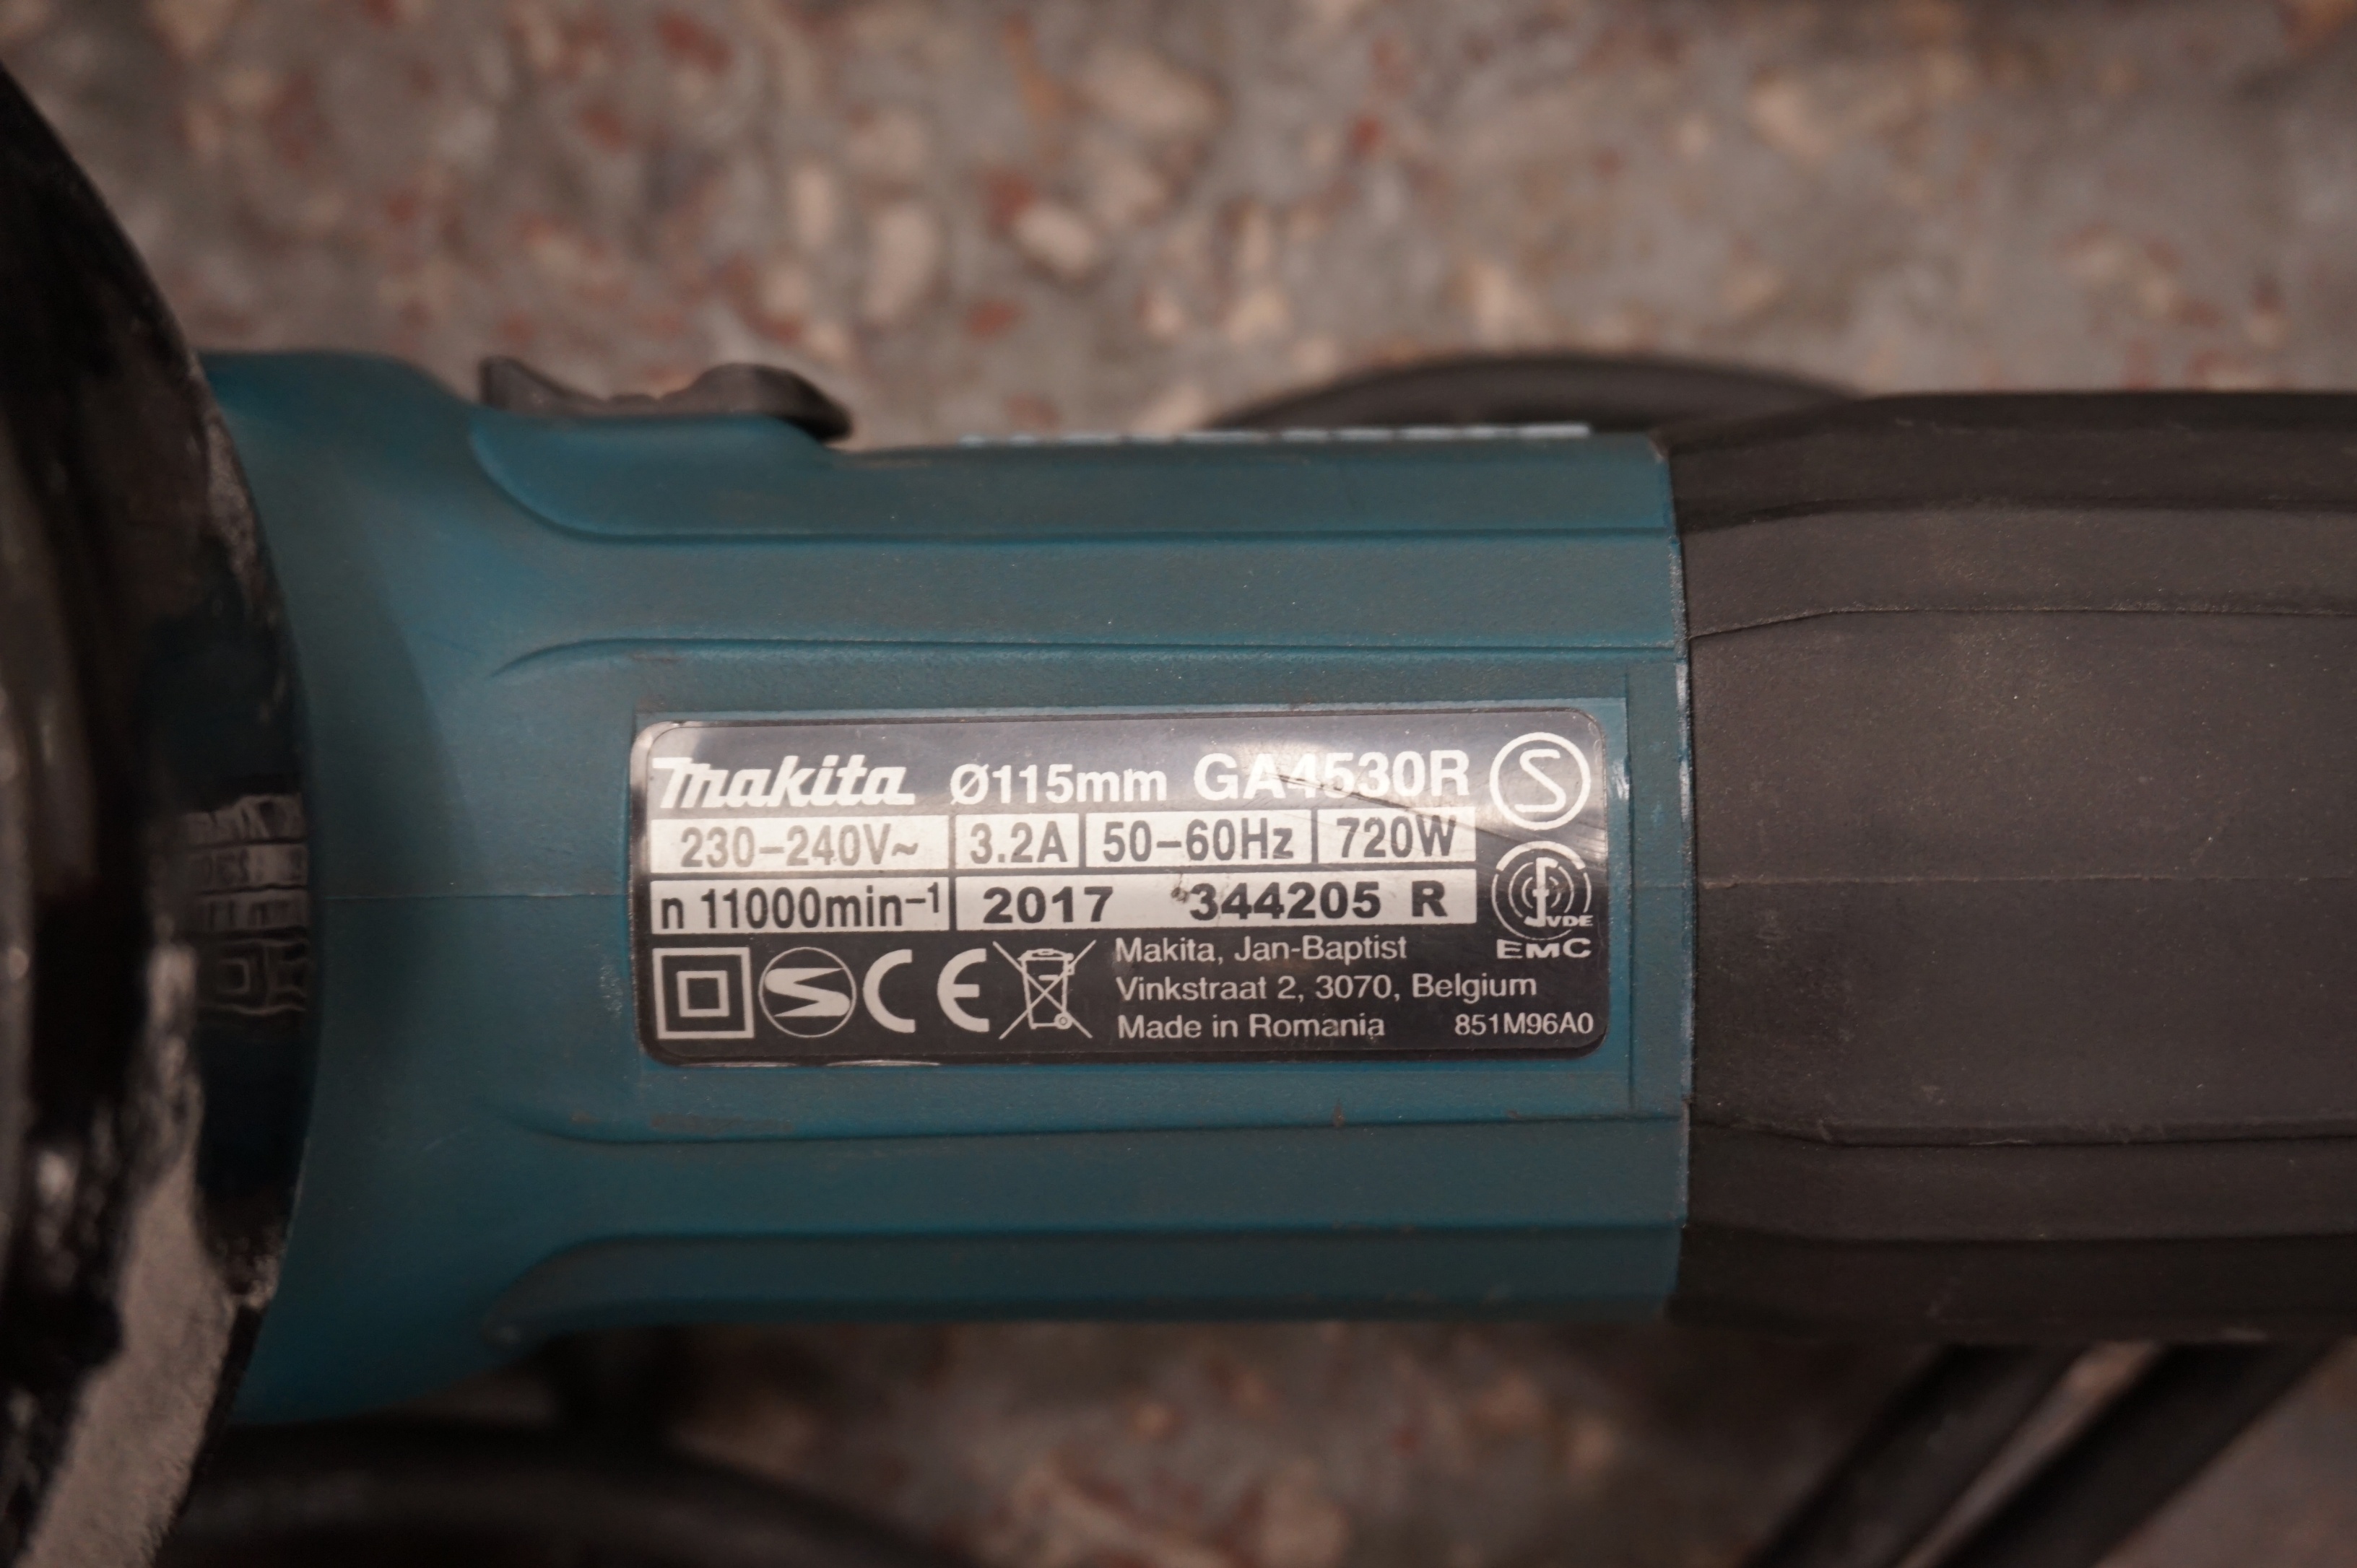 makita Ø115mm GA4530R S
230-240V~ 3.2A 50-60Hz 720W
n 11000min⁻¹ 2017 344205 R
VDE
EMC
CE
Makita, Jan-Baptist
Vinkstraat 2, 3070, Belgium
Made in Romania 851M96A0